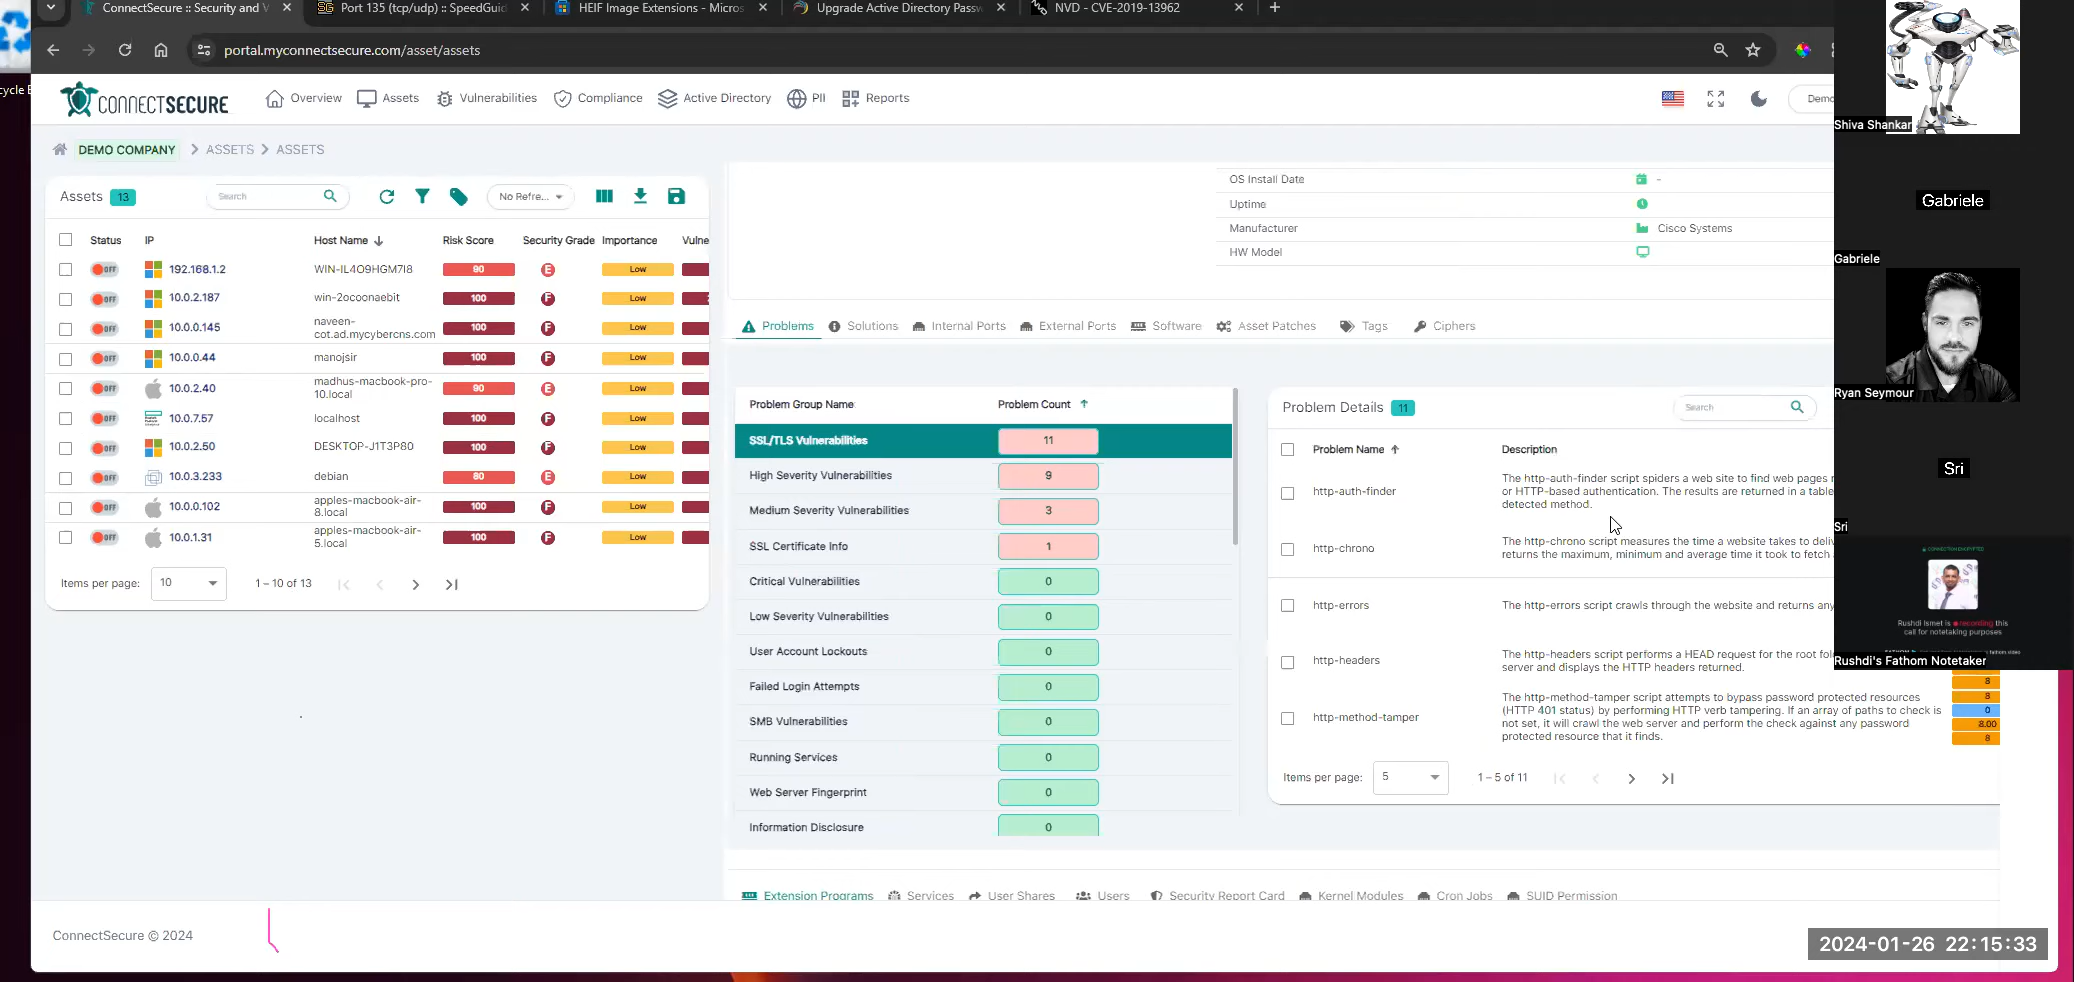 ConnectSecure :: Security and V
Port 135 (tcp/udp) :: SpeedGuid
HEIF Image Extensions - Micros
Upgrade Active Directory Passw
NVD - CVE-2019-13962
portal.myconnectsecure.com/asset/assets
cycle
CONNECTSECURE
Overview
Assets
Vulnerabilities
Compliance
Active Directory
PII
Reports
Demo
DEMO COMPANY > ASSETS > ASSETS
Assets 13
Search
No Refre...
Status IP Host Name Risk Score Security Grade Importance Vulne
OFF 192.168.1.2 WIN-IL4O9HGM7I8 90 E Low
OFF 10.0.2.187 win-2ocoonaebit 100 F Low
OFF 10.0.0.145 naveen-
cot.ad.mycybercns.com 100 F Low
OFF 10.0.0.44 manojsir 100 F Low
OFF 10.0.2.40 madhus-macbook-pro-
10.local 90 E Low
OFF 10.0.7.57 localhost 100 F Low
OFF 10.0.2.50 DESKTOP-J1T3P80 100 F Low
OFF 10.0.3.233 debian 80 E Low
OFF 10.0.0.102 apples-macbook-air-
8.local 100 F Low
OFF 10.0.1.31 apples-macbook-air-
5.local 100 F Low
Items per page: 10 1 – 10 of 13
OS Install Date -
Uptime
Manufacturer Cisco Systems
HW Model
Problems
Solutions
Internal Ports
External Ports
Software
Asset Patches
Tags
Ciphers
Problem Group Name Problem Count
SSL/TLS Vulnerabilities 11
High Severity Vulnerabilities 9
Medium Severity Vulnerabilities 3
SSL Certificate Info 1
Critical Vulnerabilities 0
Low Severity Vulnerabilities 0
User Account Lockouts 0
Failed Login Attempts 0
SMB Vulnerabilities 0
Running Services 0
Web Server Fingerprint 0
Information Disclosure 0
Problem Details 11
Search
Problem Name Description
http-auth-finder
The http-auth-finder script spiders a web site to find web pages
or HTTP-based authentication. The results are returned in a table
detected method.
http-chrono
The http-chrono script measures the time a website takes to deliv
returns the maximum, minimum and average time it took to fetch
http-errors
The http-errors script crawls through the website and returns any
http-headers
The http-headers script performs a HEAD request for the root fol
server and displays the HTTP headers returned.
8
8
http-method-tamper
The http-method-tamper script attempts to bypass password protected resources
(HTTP 401 status) by performing HTTP verb tampering. If an array of paths to check is
not set, it will crawl the web server and perform the check against any password
protected resource that it finds.
0
8.00
8
Items per page: 5 1 – 5 of 11
Extension Programs
Services
User Shares
Users
Security Report Card
Kernel Modules
Cron Jobs
SUID Permission
ConnectSecure © 2024
Shiva Shankar
Gabriele
Gabriele
Ryan Seymour
Sri
Sri
CONNECTION ENCRYPTED
Rushdi Ismet is recording this
call for notetaking purposes
Rushdi's Fathom Notetaker
2024-01-26 22:15:33